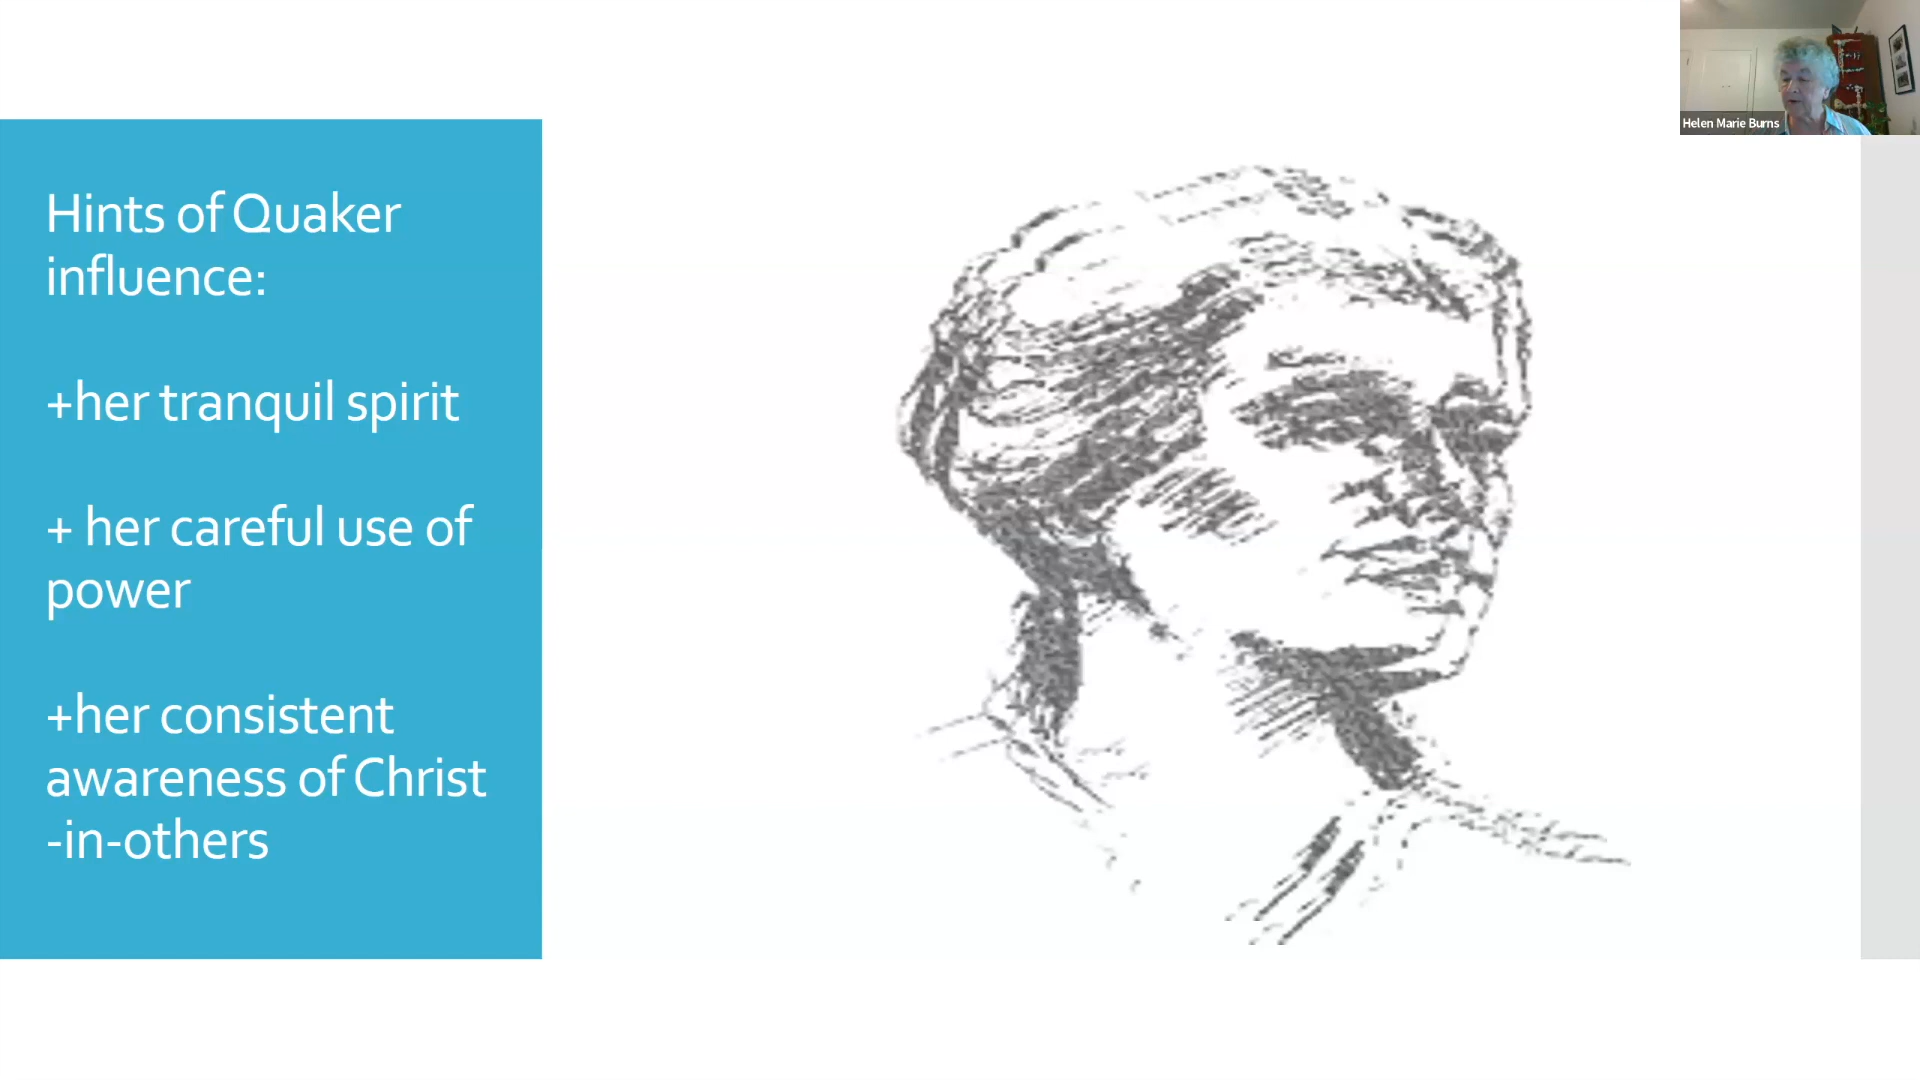 Hints of Quaker
influence:
+her tranquil spirit
+ her careful use of
power
+her consistent
awareness of Christ
-in-others
Helen Marie Burns